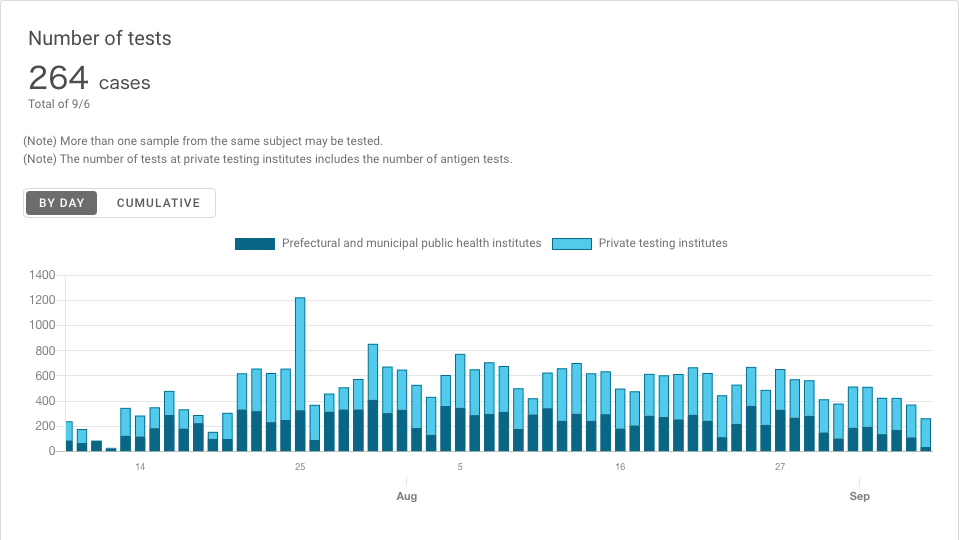 Number of tests
264 cases
Total of 9/6
(Note) More than one sample from the same subject may be tested.
(Note) The number of tests at private testing institutes includes the number of antigen tests.
BY DAY CUMULATIVE
Prefectural and municipal public health institutes Private testing institutes
1400
1200
1000
800
600
400
200
0
14 25 5 16 27
Aug Sep